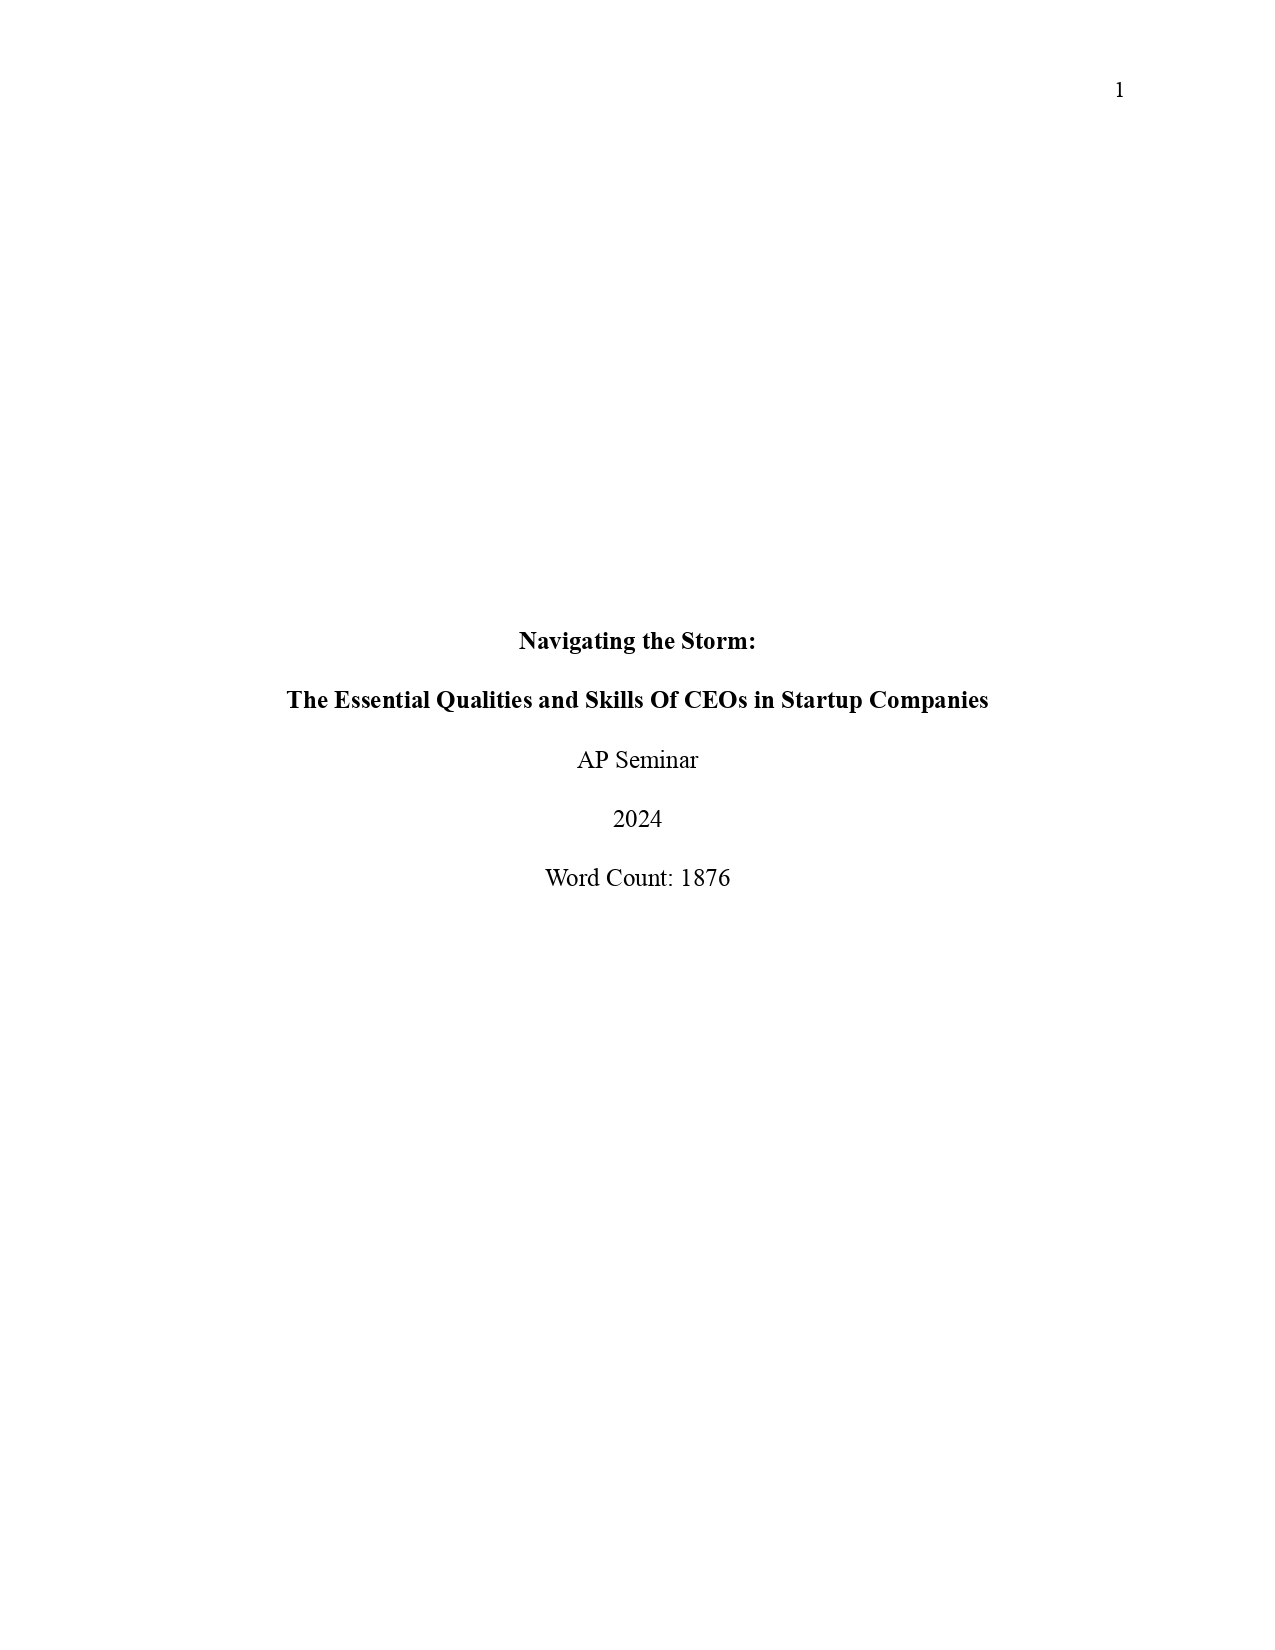 1
Navigating the Storm:
The Essential Qualities and Skills Of CEOs in Startup Companies
AP Seminar
2024
Word Count: 1876